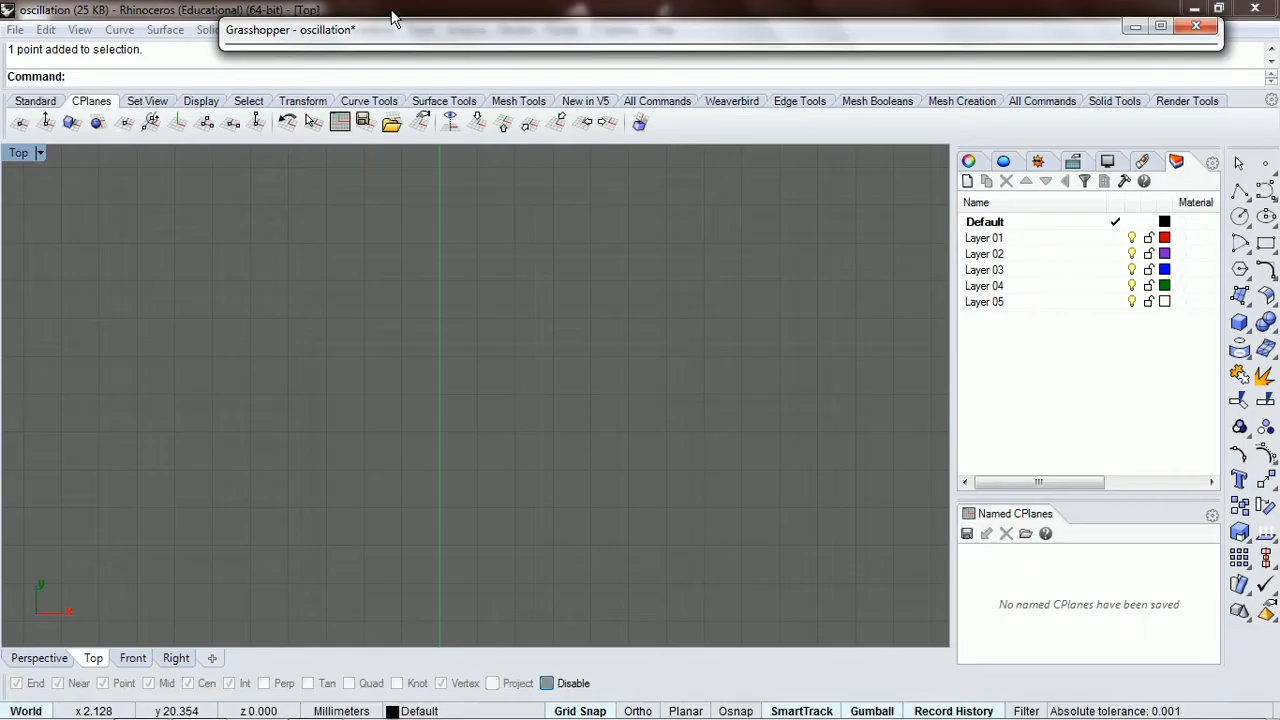 oscillation (25 KB) - Rhinoceros (Educational) (64-bit) - [Top]
File Edit View Curve Surface
Grasshopper - oscillation*
1 point added to selection.
Command:
Standard CPlanes Set View Display Select Transform Curve Tools Surface Tools Mesh Tools New in V5 All Commands Weaverbird Edge Tools Mesh Booleans Mesh Creation All Commands Solid Tools Render Tools
Top
Name Material
Default
Layer 01
Layer 02
Layer 03
Layer 04
Layer 05
Named CPlanes
No named CPlanes have been saved
y
x
Perspective Top Front Right
End Near Point Mid Cen Int Perp Tan Quad Knot Vertex Project Disable
World x 2.128 y 20.354 z 0.000 Millimeters Default Grid Snap Ortho Planar Osnap SmartTrack Gumball Record History Filter Absolute tolerance: 0.001